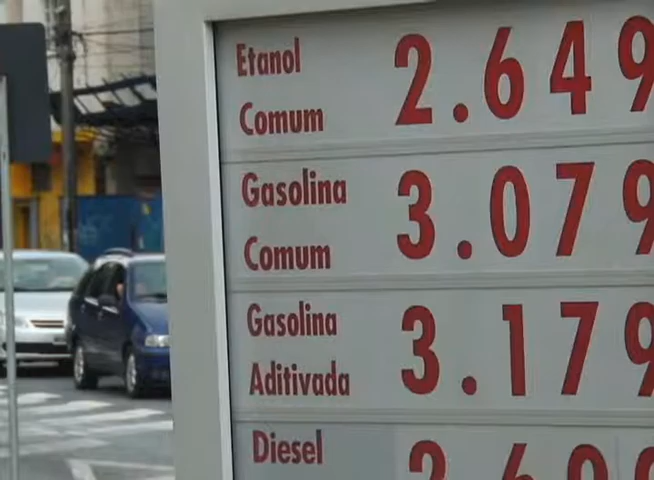 Etanol
Comum 2.649
Gasolina
Comum 3.079
Gasolina
Aditivada 3.179
Diesel